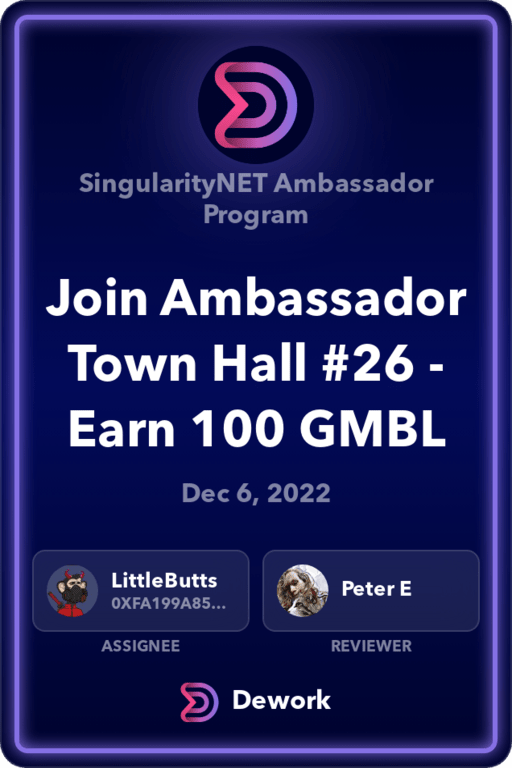 SingularityNET Ambassador
Program
Join Ambassador
Town Hall #26 -
Earn 100 GMBL
Dec 6, 2022
LittleButts
0XFA199A85...
Peter E
ASSIGNEE
REVIEWER
Dework